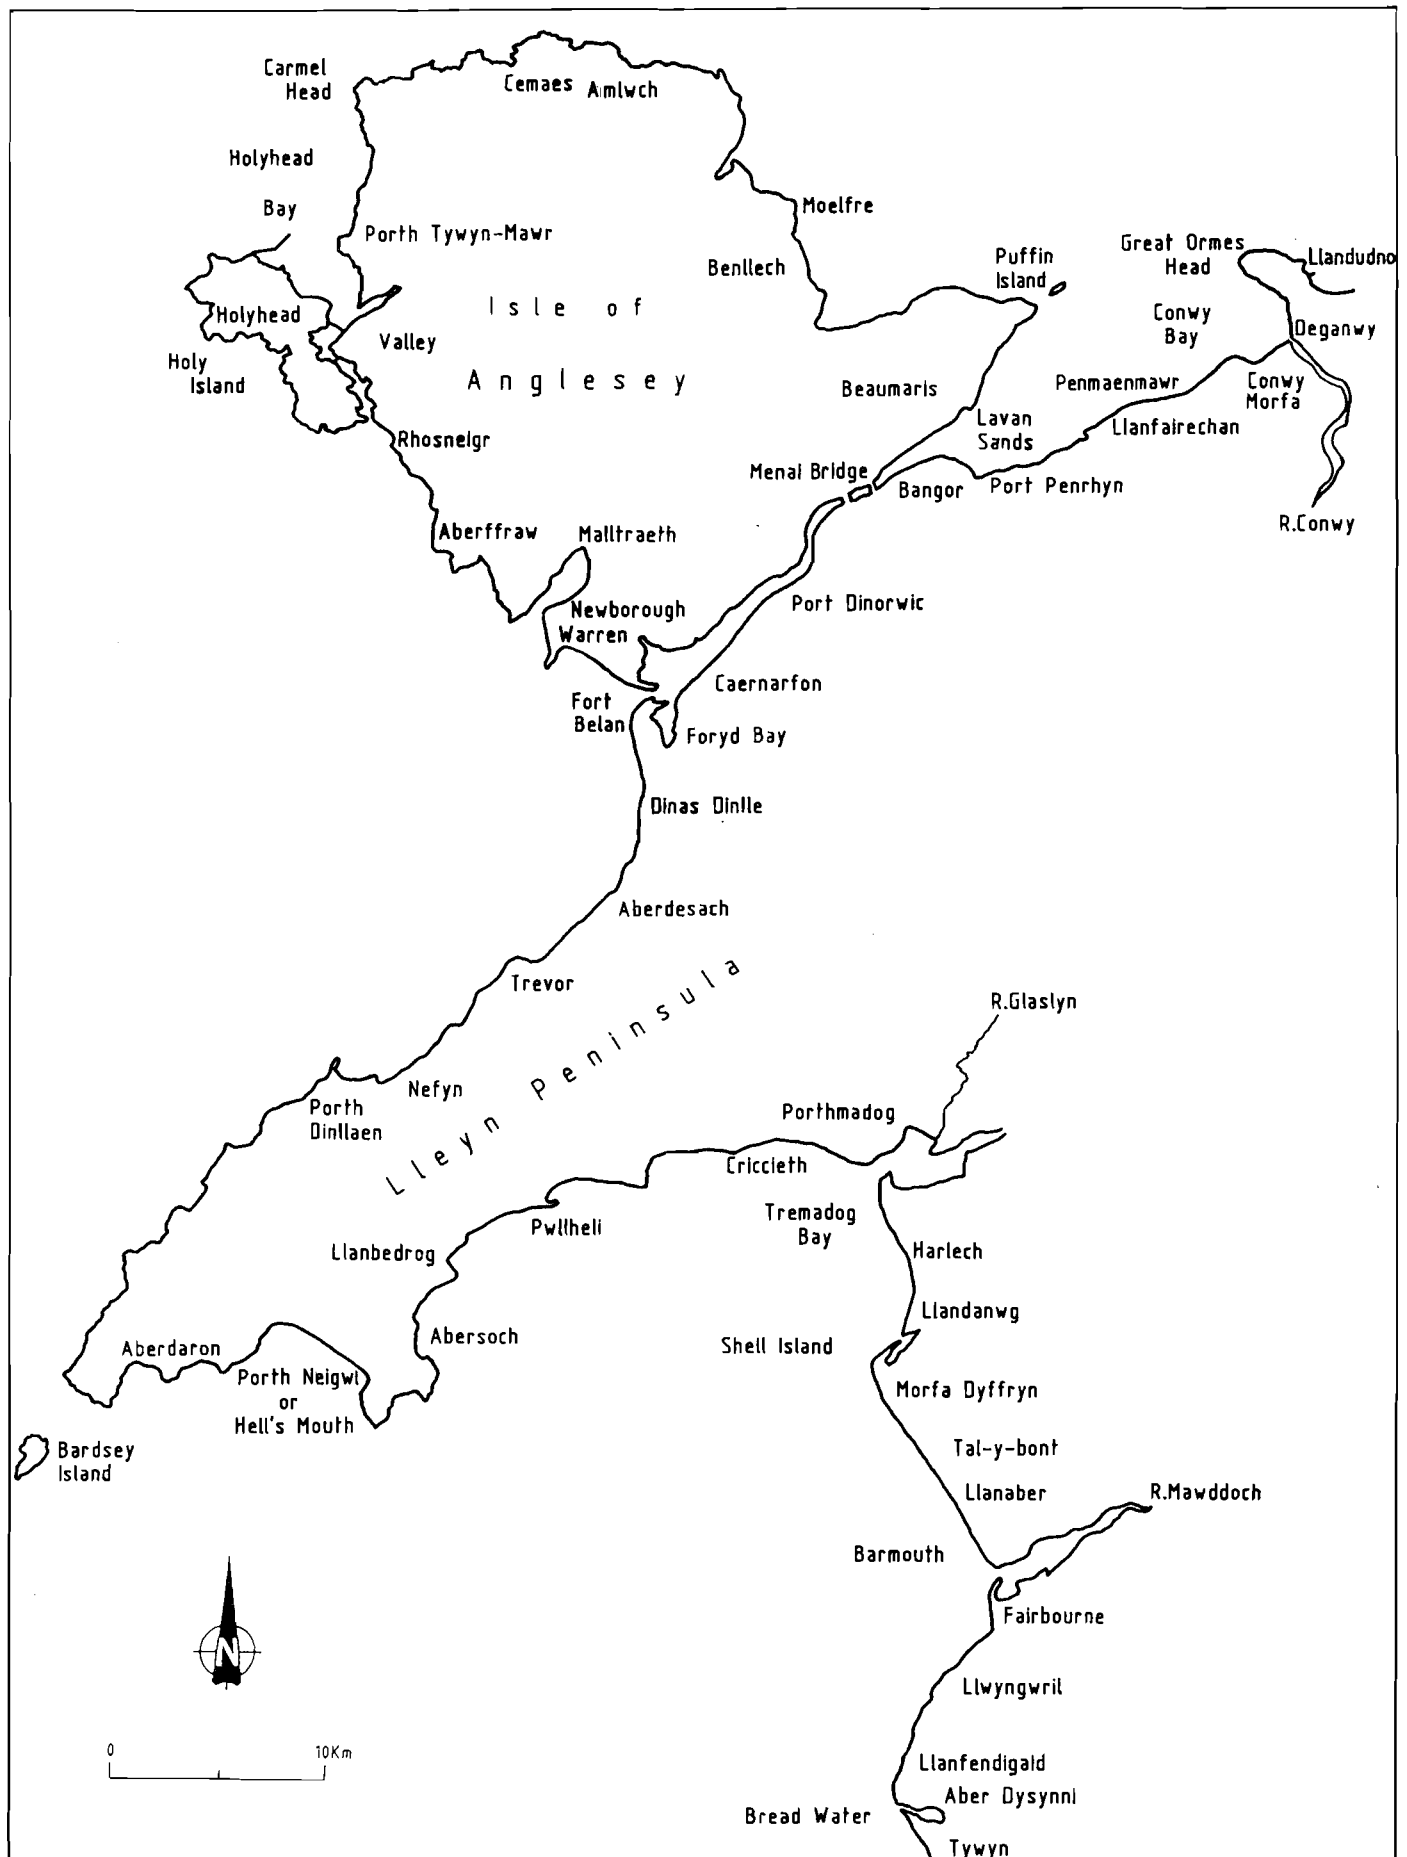 Carmel
Head
Cemaes
Amlwch
Holyhead
Bay
Moelfre
Porth Tywyn-Mawr
Benllech
Puffin
Island
Great Ormes
Head
Llandudno
Isle of
Anglesey
Holyhead
Valley
Holy
Island
Conwy
Bay
Deganwy
Beaumaris
Penmaenmawr
Conwy
Morfa
Lavan
Sands
Llanfairechan
Rhosneigr
Menai Bridge
Bangor
Port Penrhyn
R.Conwy
Aberffraw
Malltraeth
Newborough
Warren
Port Dinorwic
Caernarfon
Fort
Belan
Foryd Bay
Dinas Dinlle
Aberdesach
Trevor
Lleyn Peninsula
R.Glaslyn
Nefyn
Porth
Dinllaen
Porthmadog
Criccieth
Pwllheli
Tremadog
Bay
Llanbedrog
Harlech
Llandanwg
Abersoch
Shell Island
Aberdaron
Porth Neigwl
or
Hell's Mouth
Morfa Dyffryn
Bardsey
Island
Tal-y-bont
Llanaber
R.Mawddoch
Barmouth
Fairbourne
N
Llwyngwril
0
10Km
Llanfendigaid
Aber Dysynni
Bread Water
Tywyn